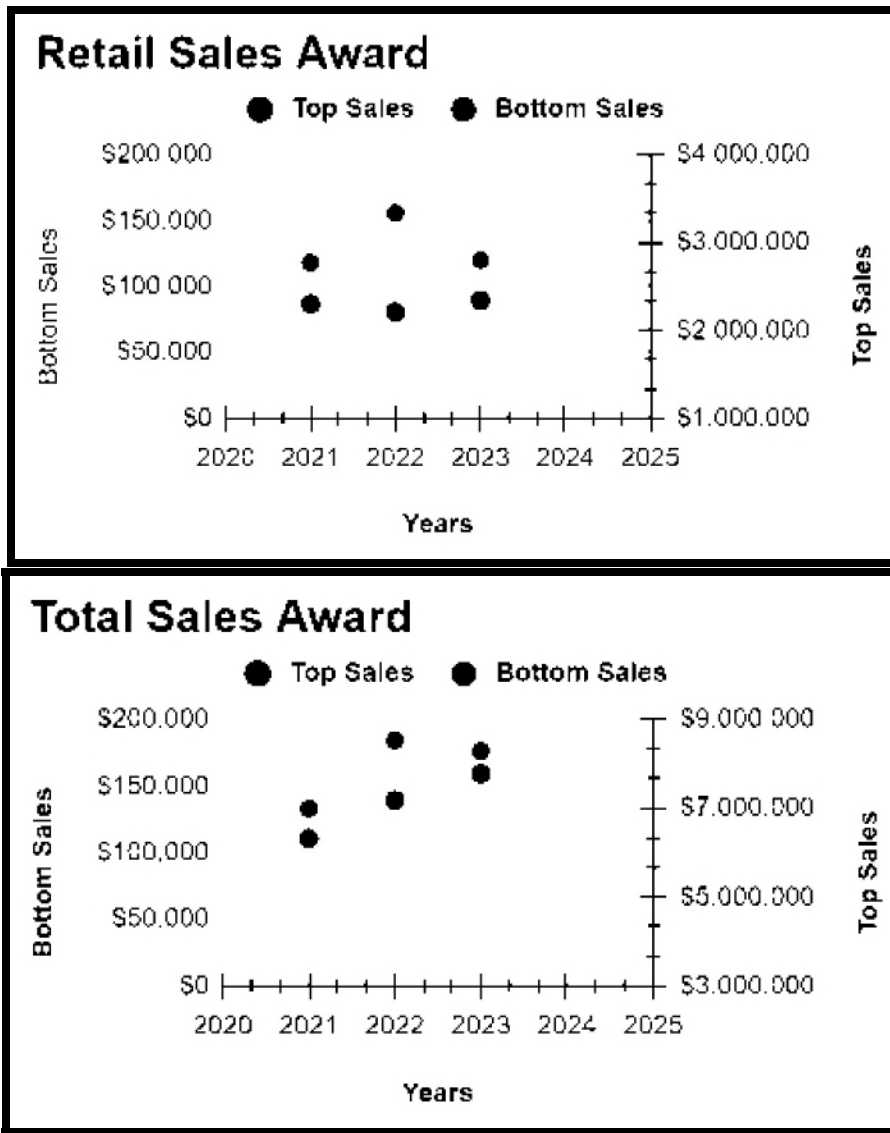 Retail Sales Award
Top Sales Bottom Sales
$200.000 $4 000.000
$150.000 $3.000.000
$100 000
$50.000 $2 000.000
$0 $1.000.000
Bottom Sales
Top Sales
2020 2021 2022 2023 2024 2025
Years
Total Sales Award
Top Sales Bottom Sales
$200.000 $9.000 000
$150.000 $7.000.000
$100,000
$50.000 $5.000.000
$0 $3.000.000
Bottom Sales
Top Sales
2020 2021 2022 2023 2024 2025
Years